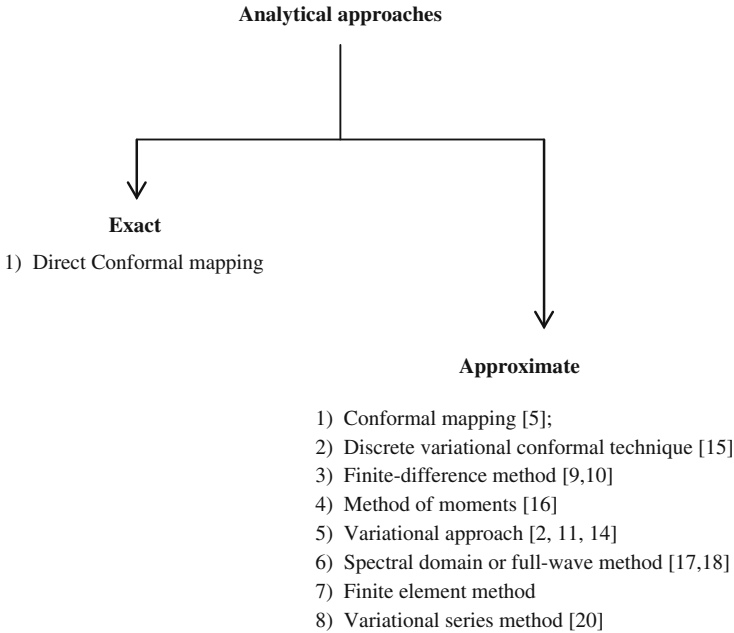 Analytical approaches
Exact
1) Direct Conformal mapping
Approximate
1) Conformal mapping [5];
2) Discrete variational conformal technique [15]
3) Finite-difference method [9,10]
4) Method of moments [16]
5) Variational approach [2, 11, 14]
6) Spectral domain or full-wave method [17,18]
7) Finite element method
8) Variational series method [20]